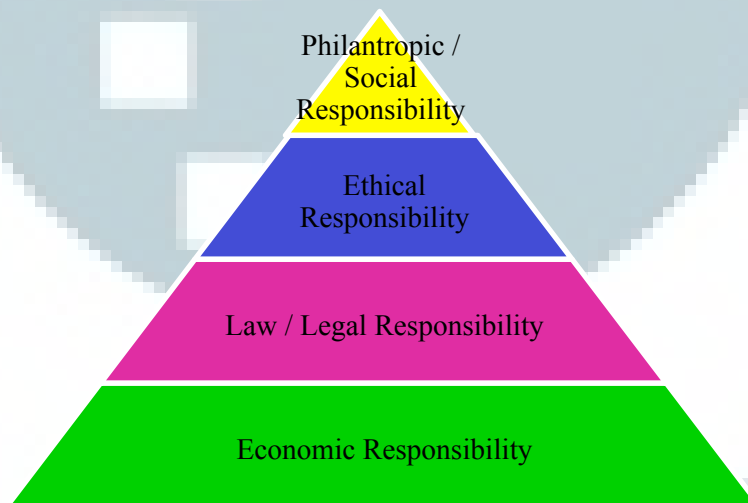 Philantropic /
Social
Responsibility
Ethical
Responsibility
Law / Legal Responsibility
Economic Responsibility